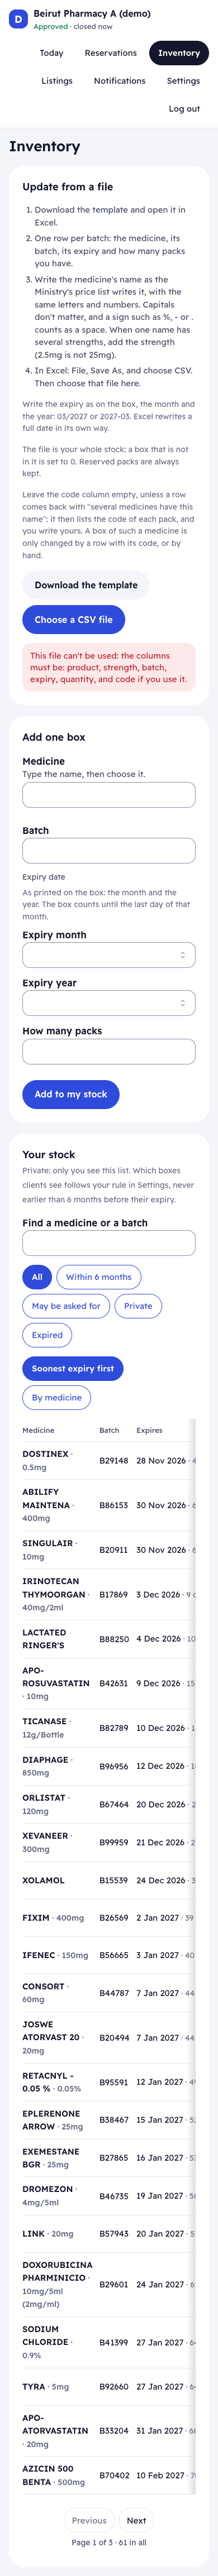 D
Beirut Pharmacy A (demo)
Approved · closed now
Today
Reservations
Inventory
Listings
Notifications
Settings
Log out
Inventory
Update from a file
1. Download the template and open it in
Excel.
2. One row per batch: the medicine, its
batch, its expiry and how many packs
you have.
3. Write the medicine's name as the
Ministry's price list writes it, with the
same letters and numbers. Capitals
don't matter, and a sign such as %, - or .
counts as a space. When one name has
several strengths, add the strength
(2.5mg is not 25mg).
4. In Excel: File, Save As, and choose CSV.
Then choose that file here.
Write the expiry as on the box, the month and
the year: 03/2027 or 2027-03. Excel rewrites a
full date in its own way.
The file is your whole stock: a box that is not
in it is set to 0. Reserved packs are always
kept.
Leave the code column empty, unless a row
comes back with "several medicines have this
name": it then lists the code of each pack, and
you write yours. A box of such a medicine is
only changed by a row with its code, or by
hand.
Download the template
Choose a CSV file
This file can't be used: the columns
must be: product, strength, batch,
expiry, quantity, and code if you use it.
Add one box
Medicine
Type the name, then choose it.
Batch
Expiry date
As printed on the box: the month and the
year. The box counts until the last day of that
month.
Expiry month
Expiry year
How many packs
Add to my stock
Your stock
Private: only you see this list. Which boxes
clients see follows your rule in Settings, never
earlier than 6 months before their expiry.
Find a medicine or a batch
All
Within 6 months
May be asked for
Private
Expired
Soonest expiry first
By medicine
Medicine Batch Expires
DOSTINEX ·
0.5mg
B29148 28 Nov 2026 · 4
ABILIFY
MAINTENA ·
400mg
B86153 30 Nov 2026 · 6
SINGULAIR ·
10mg
B20911 30 Nov 2026 · 6
IRINOTECAN
THYMOORGAN ·
40mg/2ml
B17869 3 Dec 2026 · 9
LACTATED
RINGER'S
B88250 4 Dec 2026 · 10
APO-
ROSUVASTATIN
· 10mg
B42631 9 Dec 2026 · 15
TICANASE ·
12g/Bottle
B82789 10 Dec 2026 ·
DIAPHAGE ·
850mg
B96956 12 Dec 2026 ·
ORLISTAT ·
120mg
B67464 20 Dec 2026 · 2
XEVANEER ·
300mg
B99959 21 Dec 2026 · 2
XOLAMOL
B15539 24 Dec 2026 · 3
FIXIM · 400mg
B26569 2 Jan 2027 · 39
IFENEC · 150mg
B56665 3 Jan 2027 · 40
CONSORT ·
60mg
B44787 7 Jan 2027 · 44
JOSWE
ATORVAST 20 ·
20mg
B20494 7 Jan 2027 · 44
RETACNYL -
0.05 % · 0.05%
B95591 12 Jan 2027 · 49
EPLERENONE
ARROW · 25mg
B38467 15 Jan 2027 · 52
EXEMESTANE
BGR · 25mg
B27865 16 Jan 2027 · 53
DROMEZON ·
4mg/5ml
B46735 19 Jan 2027 · 56
LINK · 20mg
B57943 20 Jan 2027 · 5
DOXORUBICINA
PHARMINICIO ·
10mg/5ml
(2mg/ml)
B29601 24 Jan 2027 · 6
SODIUM
CHLORIDE ·
0.9%
B41399 27 Jan 2027 · 64
TYRA · 5mg
B92660 27 Jan 2027 · 64
APO-
ATORVASTATIN
· 20mg
B33204 31 Jan 2027 · 68
AZICIN 500
BENTA · 500mg
B70402 10 Feb 2027 · 78
Previous
Next
Page 1 of 3 · 61 in all